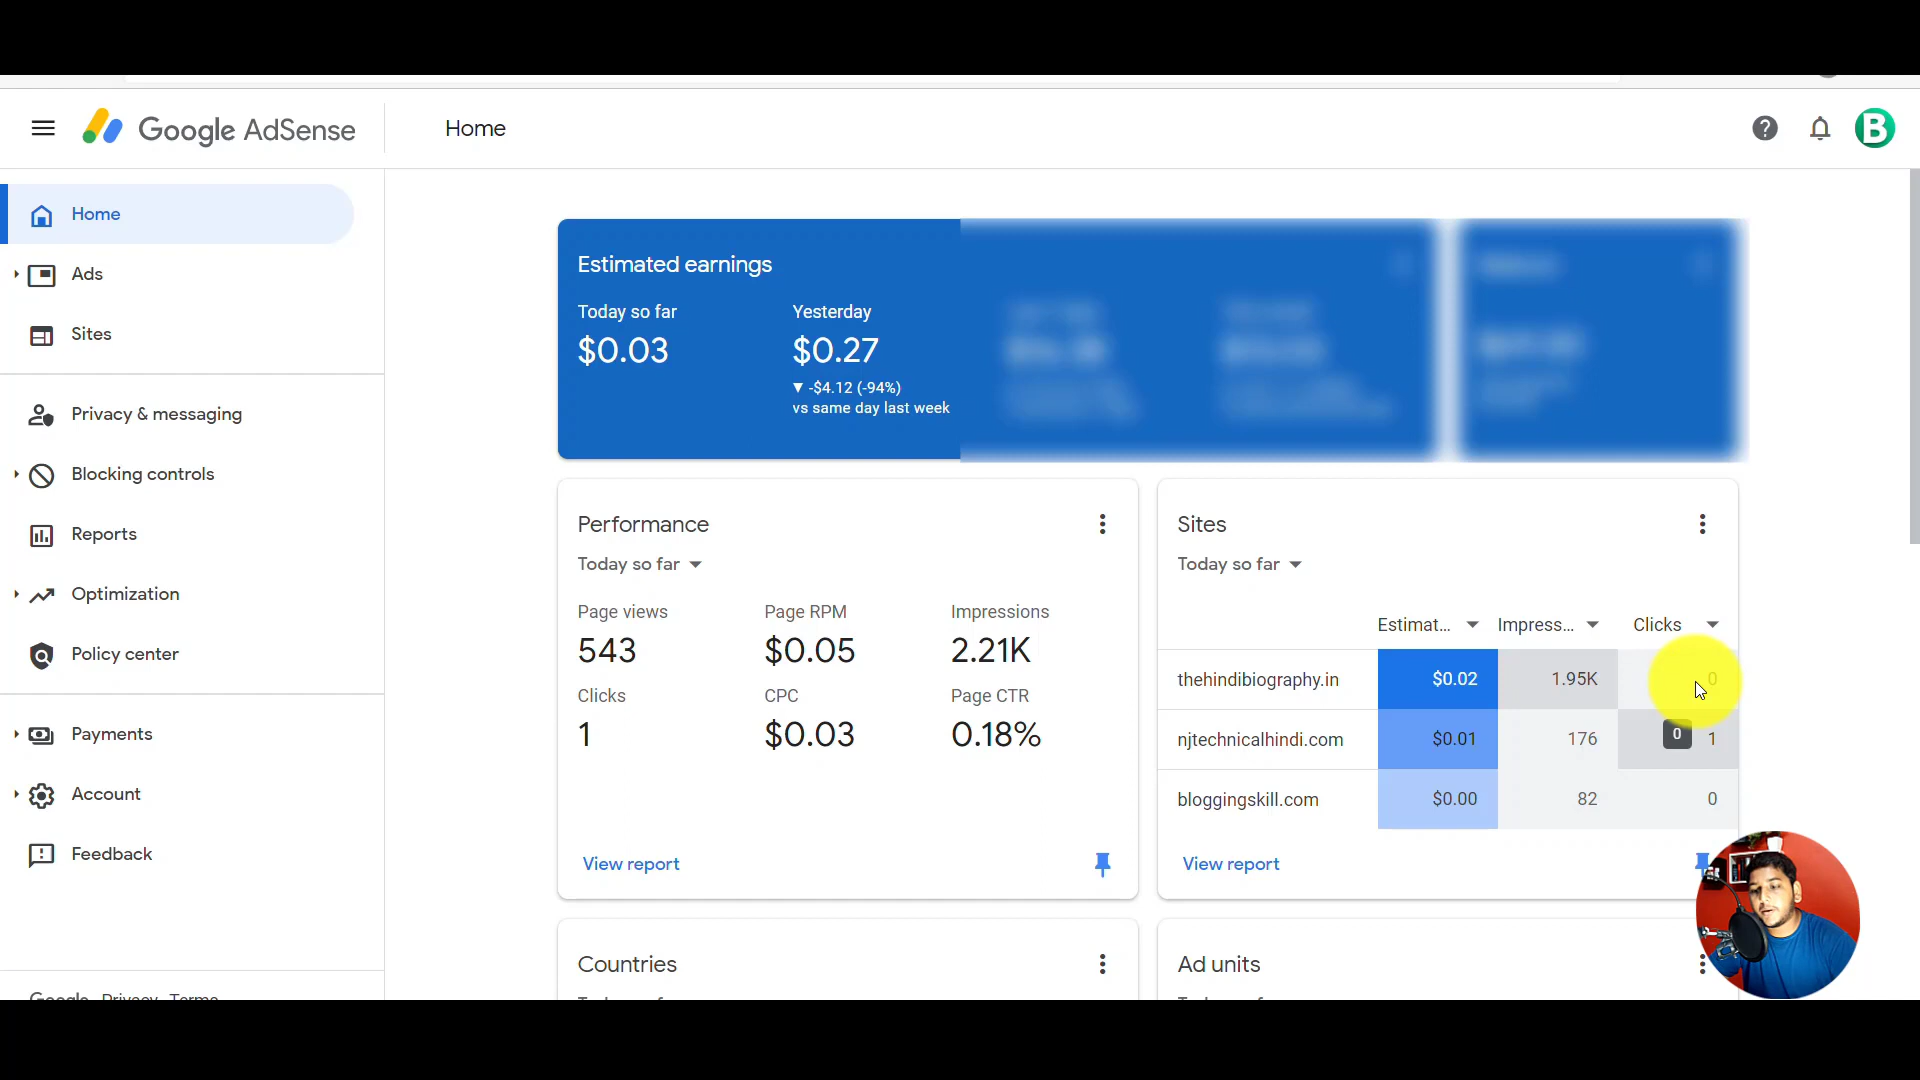 Google AdSense
Home
B
Home
Ads
Sites
Privacy & messaging
Blocking controls
Reports
Optimization
Policy center
Payments
Account
Feedback
Google Privacy Terms
Estimated earnings
Today so far
$0.03
Yesterday
$0.27
▼ -$4.12 (-94%)
vs same day last week
Performance
Today so far
Page views
543
Page RPM
$0.05
Impressions
2.21K
Clicks
1
CPC
$0.03
Page CTR
0.18%
View report
Sites
Today so far
Estimat... Impress... Clicks
thehindibiography.in $0.02 1.95K 0
njtechnicalhindi.com $0.01 176 0 1
bloggingskill.com $0.00 82 0
View report
Countries
Ad units